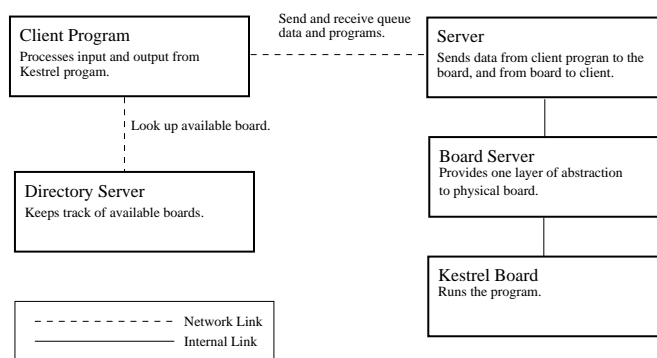 Client Program
Processes input and output from
Kestrel progam.
Send and receive queue
data and programs.
Server
Sends data from client progran to the
board, and from board to client.
Look up available board.
Board Server
Provides one layer of abstraction
to physical board.
Directory Server
Keeps track of available boards.
Kestrel Board
Runs the program.
Network Link
Internal Link